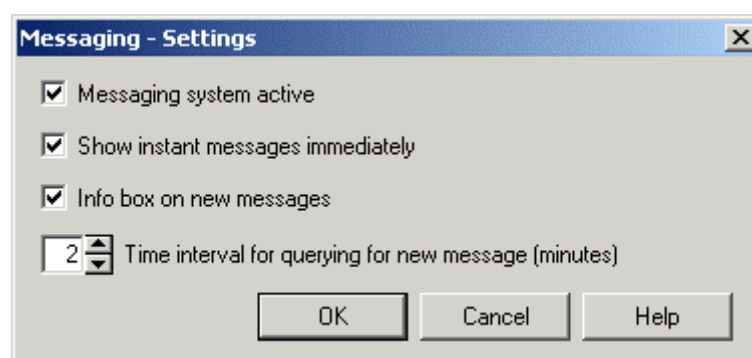 Messaging - Settings
Messaging system active
Show instant messages immediately
Info box on new messages
2 Time interval for querying for new message (minutes)
OK Cancel Help